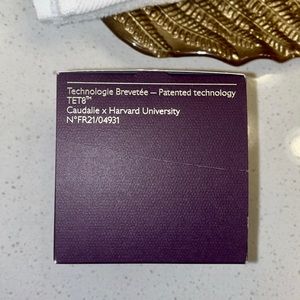 Technologie Brevetée — Patented technology
TET8™
Caudalie x Harvard University
N°FR21/04931